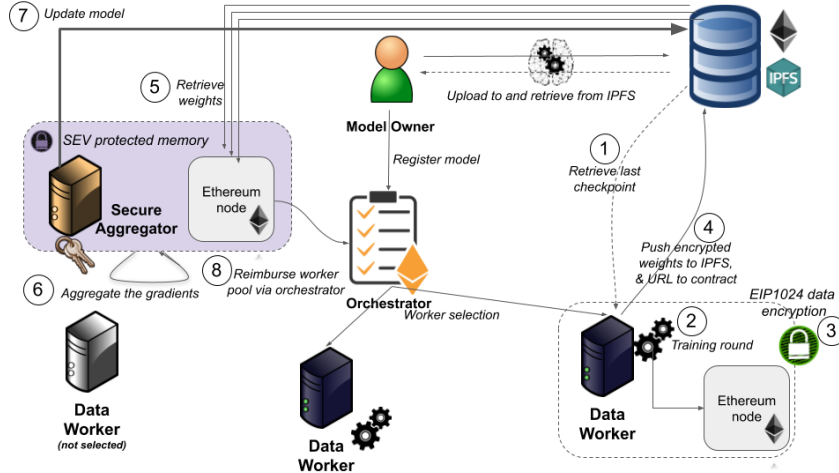 7
Update model
5
Retrieve
weights
Upload to and retrieve from IPFS
IPFS
Model Owner
SEV protected memory
Register model
1
Retrieve last
checkpoint
Secure
Aggregator
Ethereum
node
4
Push encrypted
weights to IPFS,
& URL to contract
6
Aggregate the gradients
8
Reimburse worker
pool via orchestrator
Orchestrator
Worker selection
EIP1024 data
encryption
3
2
Training round
Data
Worker
(not selected)
Data
Worker
Data
Worker
Ethereum
node